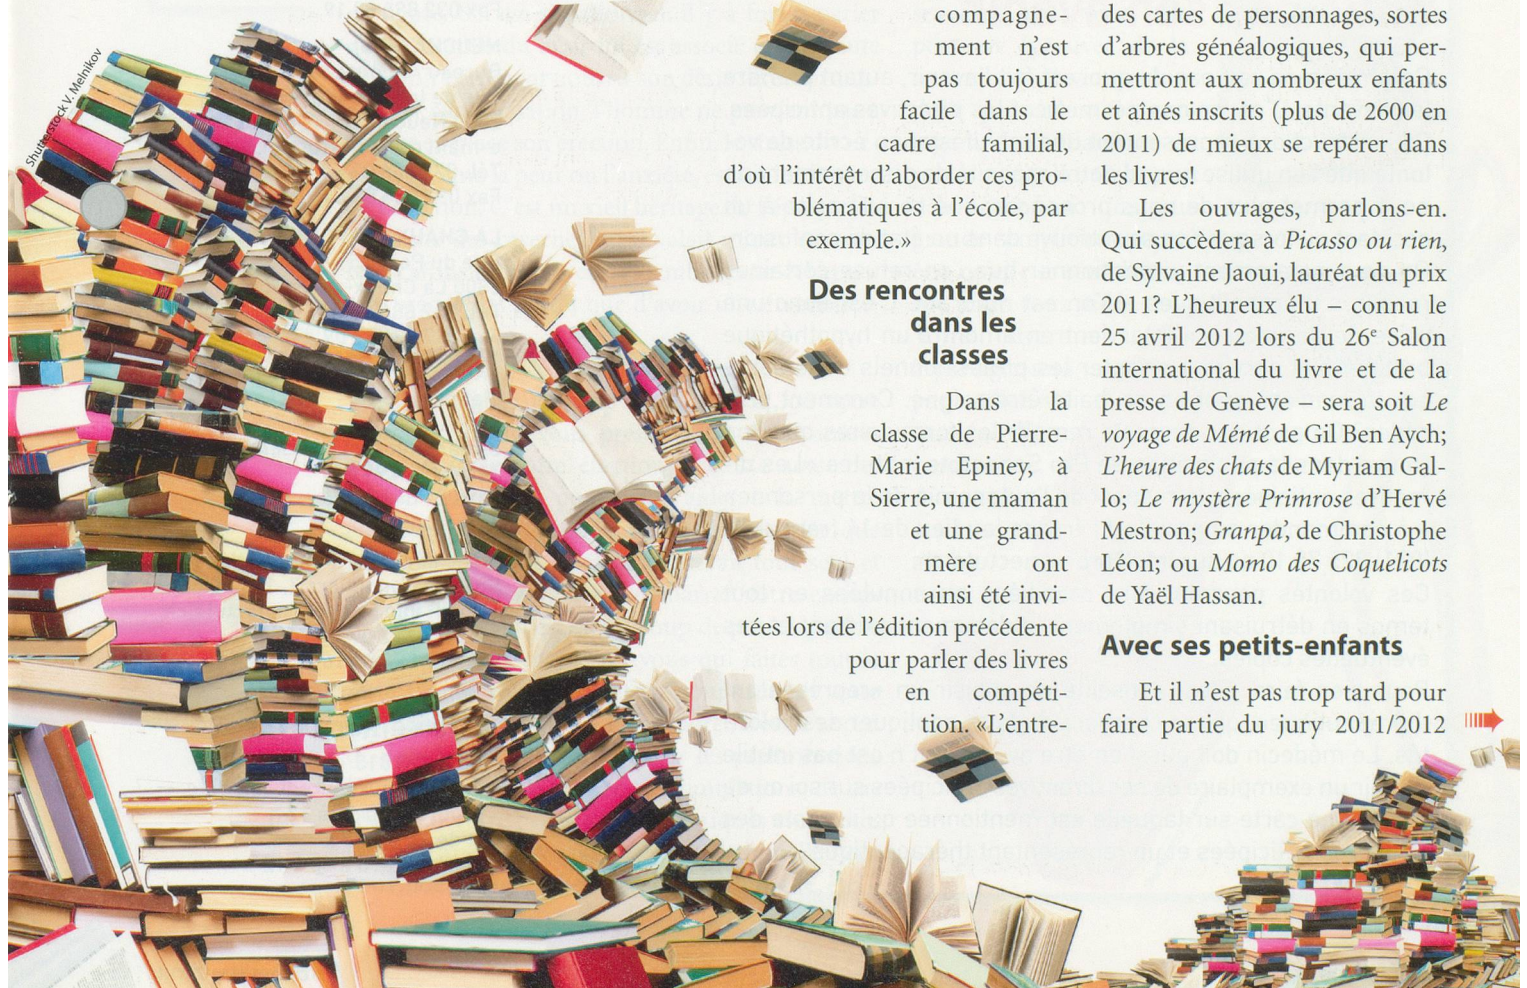 Shutterstock V. Melnikov
compagne-
ment n'est
pas toujours
facile dans le
cadre familial,
d'où l'intérêt d'aborder ces pro-
blématiques à l'école, par
exemple.»
Des rencontres
dans les
classes
Dans la
classe de Pierre-
Marie Epiney, à
Sierre, une maman
et une grand-
mère ont
ainsi été invi-
tées lors de l'édition précédente
pour parler des livres
en compéti-
tion. «L'entre-
des cartes de personnages, sortes
d'arbres généalogiques, qui per-
mettront aux nombreux enfants
et aînés inscrits (plus de 2600 en
2011) de mieux se repérer dans
les livres!
Les ouvrages, parlons-en.
Qui succèdera à Picasso ou rien,
de Sylvaine Jaoui, lauréat du prix
2011? L'heureux élu – connu le
25 avril 2012 lors du 26e Salon
international du livre et de la
presse de Genève – sera soit Le
voyage de Mémé de Gil Ben Aych;
L'heure des chats de Myriam Gal-
lo; Le mystère Primrose d'Hervé
Mestron; Granpa', de Christophe
Léon; ou Momo des Coquelicots
de Yaël Hassan.
Avec ses petits-enfants
Et il n'est pas trop tard pour
faire partie du jury 2011/2012